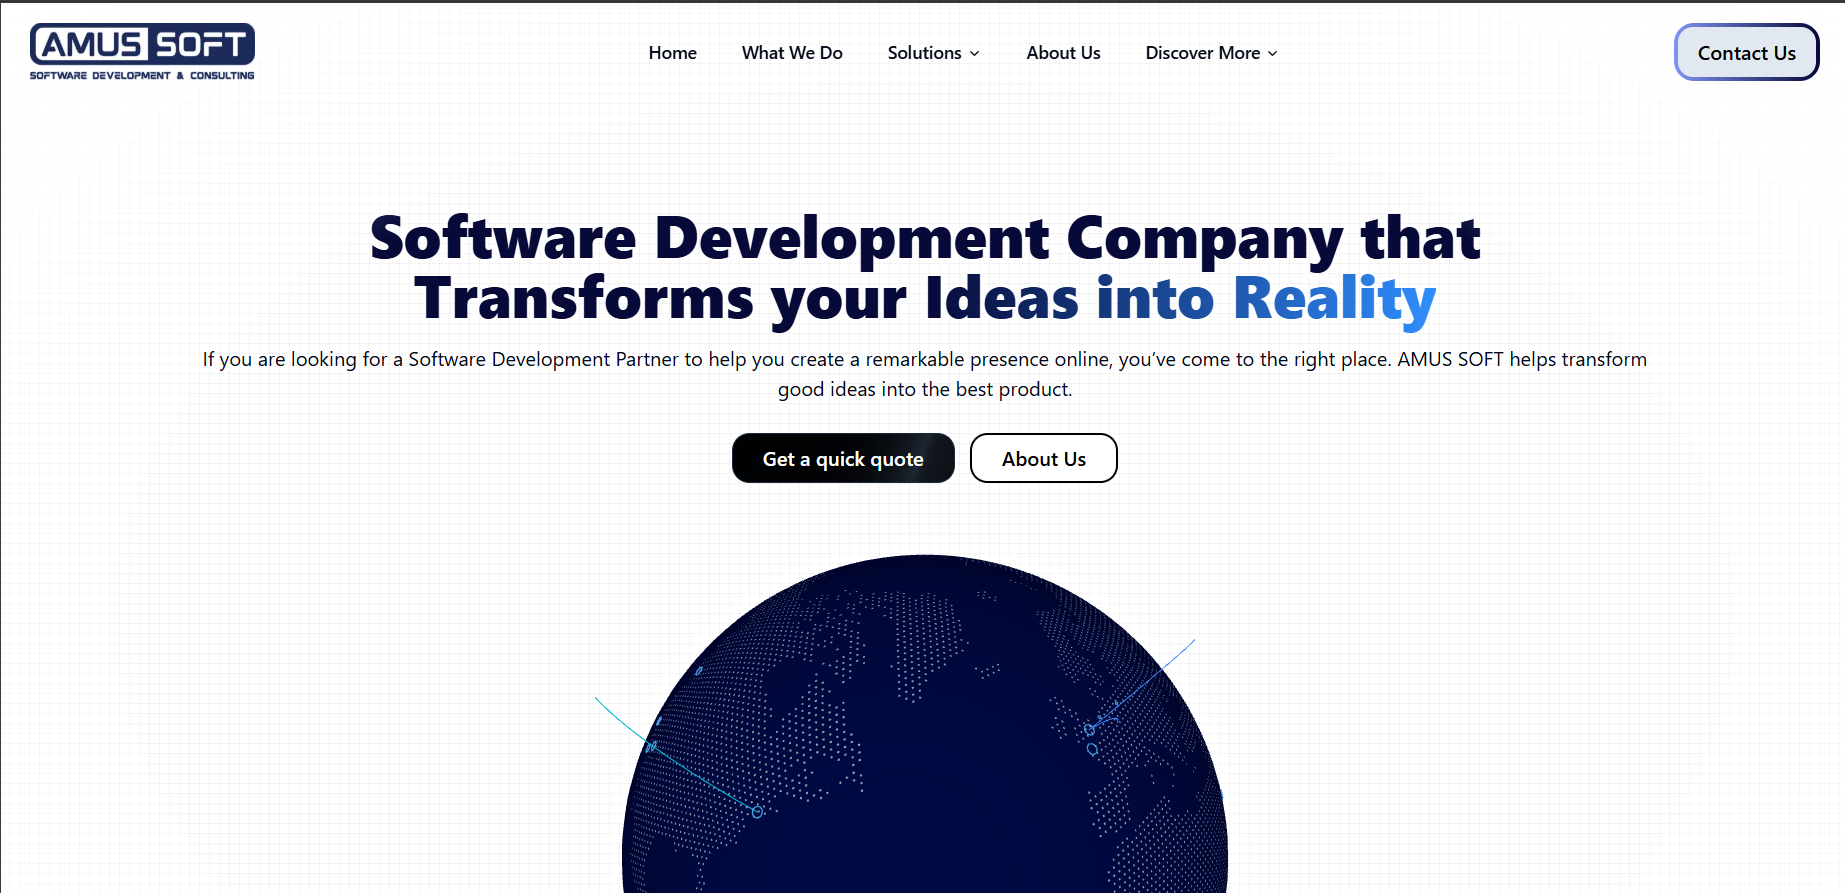 AMUS SOFT
SOFTWARE DEVELOPMENT & CONSULTING
Home
What We Do
Solutions
About Us
Discover More
Contact Us
Software Development Company that
Transforms your Ideas into Reality
If you are looking for a Software Development Partner to help you create a remarkable presence online, you’ve come to the right place. AMUS SOFT helps transform
good ideas into the best product.
Get a quick quote
About Us